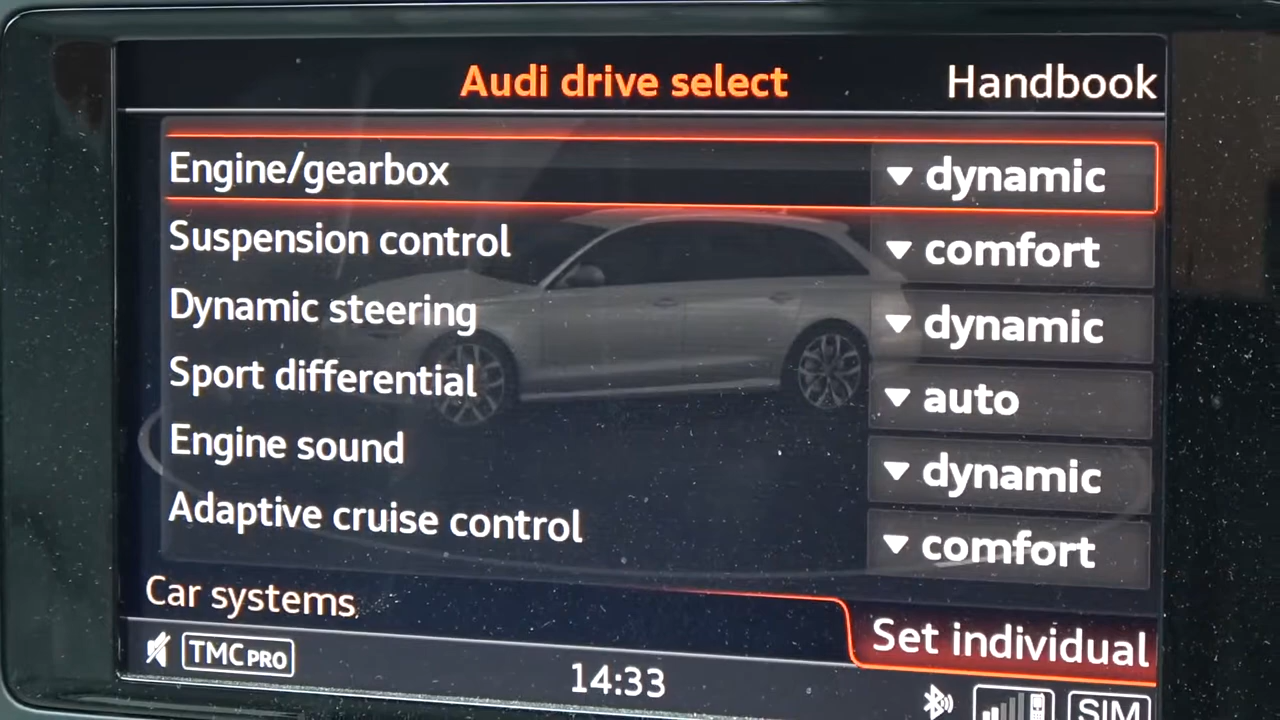 Audi drive select Handbook
Engine/gearbox dynamic
Suspension control comfort
Dynamic steering dynamic
Sport differential auto
Engine sound dynamic
Adaptive cruise control comfort
Car systems Set individual
TMC PRO 14:33 SIM